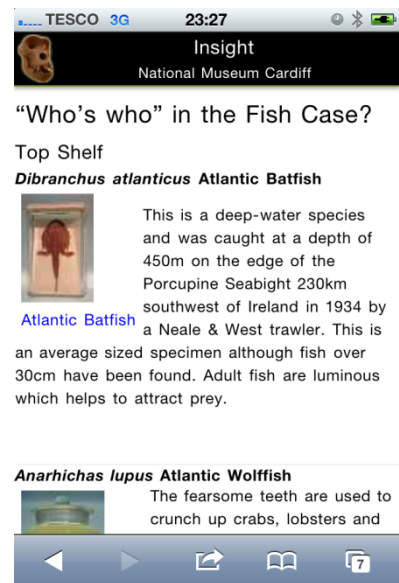 TESCO 3G 23:27
Insight
National Museum Cardiff
“Who’s who” in the Fish Case?
Top Shelf
Dibranchus atlanticus Atlantic Batfish
This is a deep-water species
and was caught at a depth of
450m on the edge of the
Porcupine Seabight 230km
southwest of Ireland in 1934 by
a Neale & West trawler. This is
an average sized specimen although fish over
30cm have been found. Adult fish are luminous
which helps to attract prey.
Atlantic Batfish
Anarhichas lupus Atlantic Wolffish
The fearsome teeth are used to
crunch up crabs, lobsters and
7